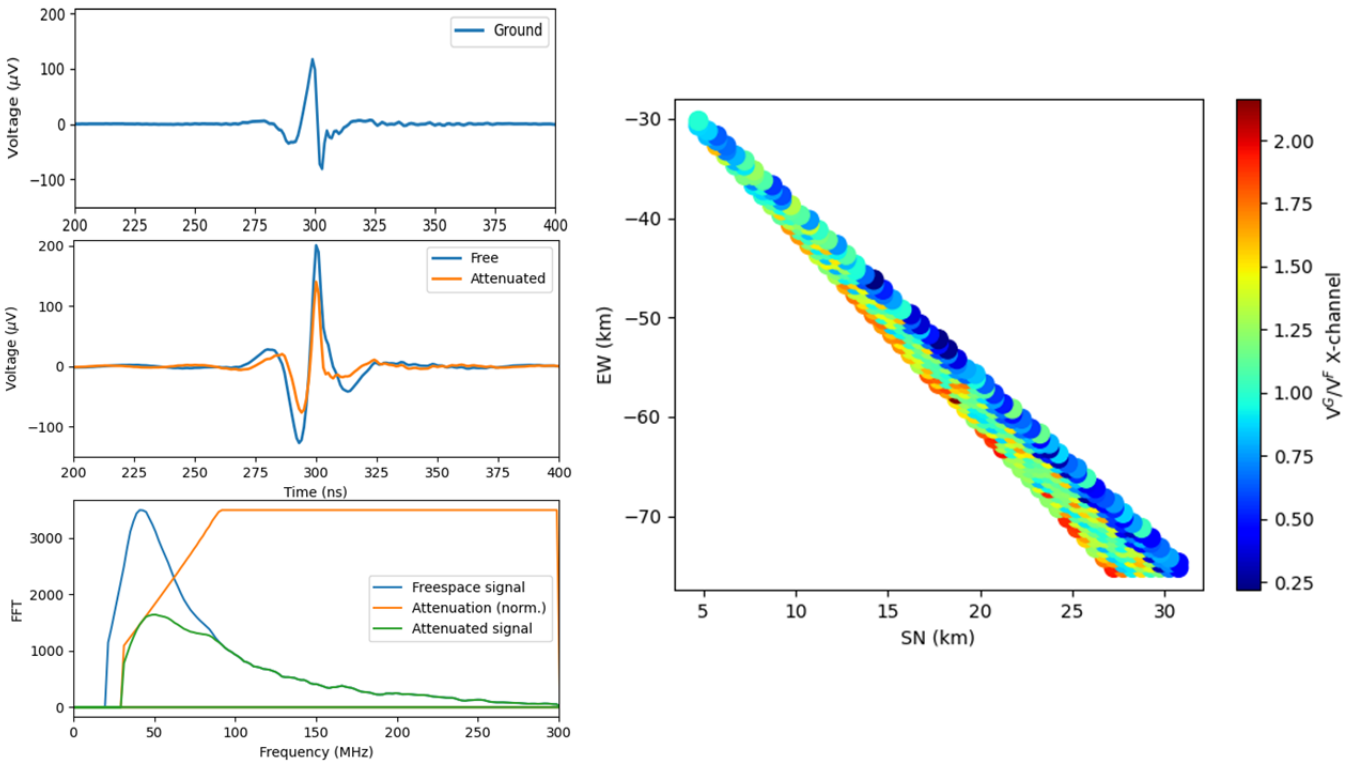 200
100
0
−100
Voltage (μV)
Ground
200 225 250 275 300 325 350 375 400
200
100
0
−100
Voltage (μV)
Free
Attenuated
200 225 250 275 300 325 350 375 400
Time (ns)
3000
2000
1000
0
FFT
Freespace signal
Attenuation (norm.)
Attenuated signal
0 50 100 150 200 250 300
Frequency (MHz)
−30
−40
−50
−60
−70
EW (km)
5 10 15 20 25 30
SN (km)
2.00
1.75
1.50
1.25
1.00
0.75
0.50
0.25
V^G/V^F X-channel